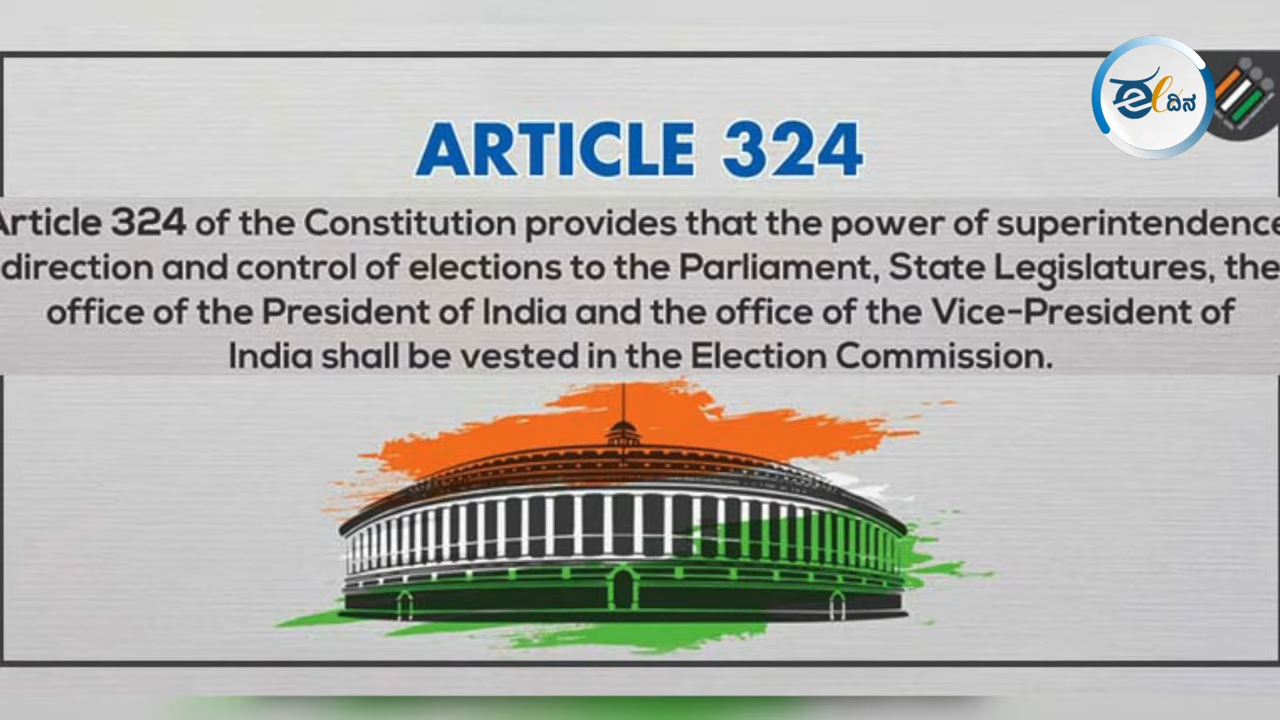 ಈ ದಿನ
ARTICLE 324
Article 324 of the Constitution provides that the power of superintendence
direction and control of elections to the Parliament, State Legislatures, the
office of the President of India and the office of the Vice-President of
India shall be vested in the Election Commission.